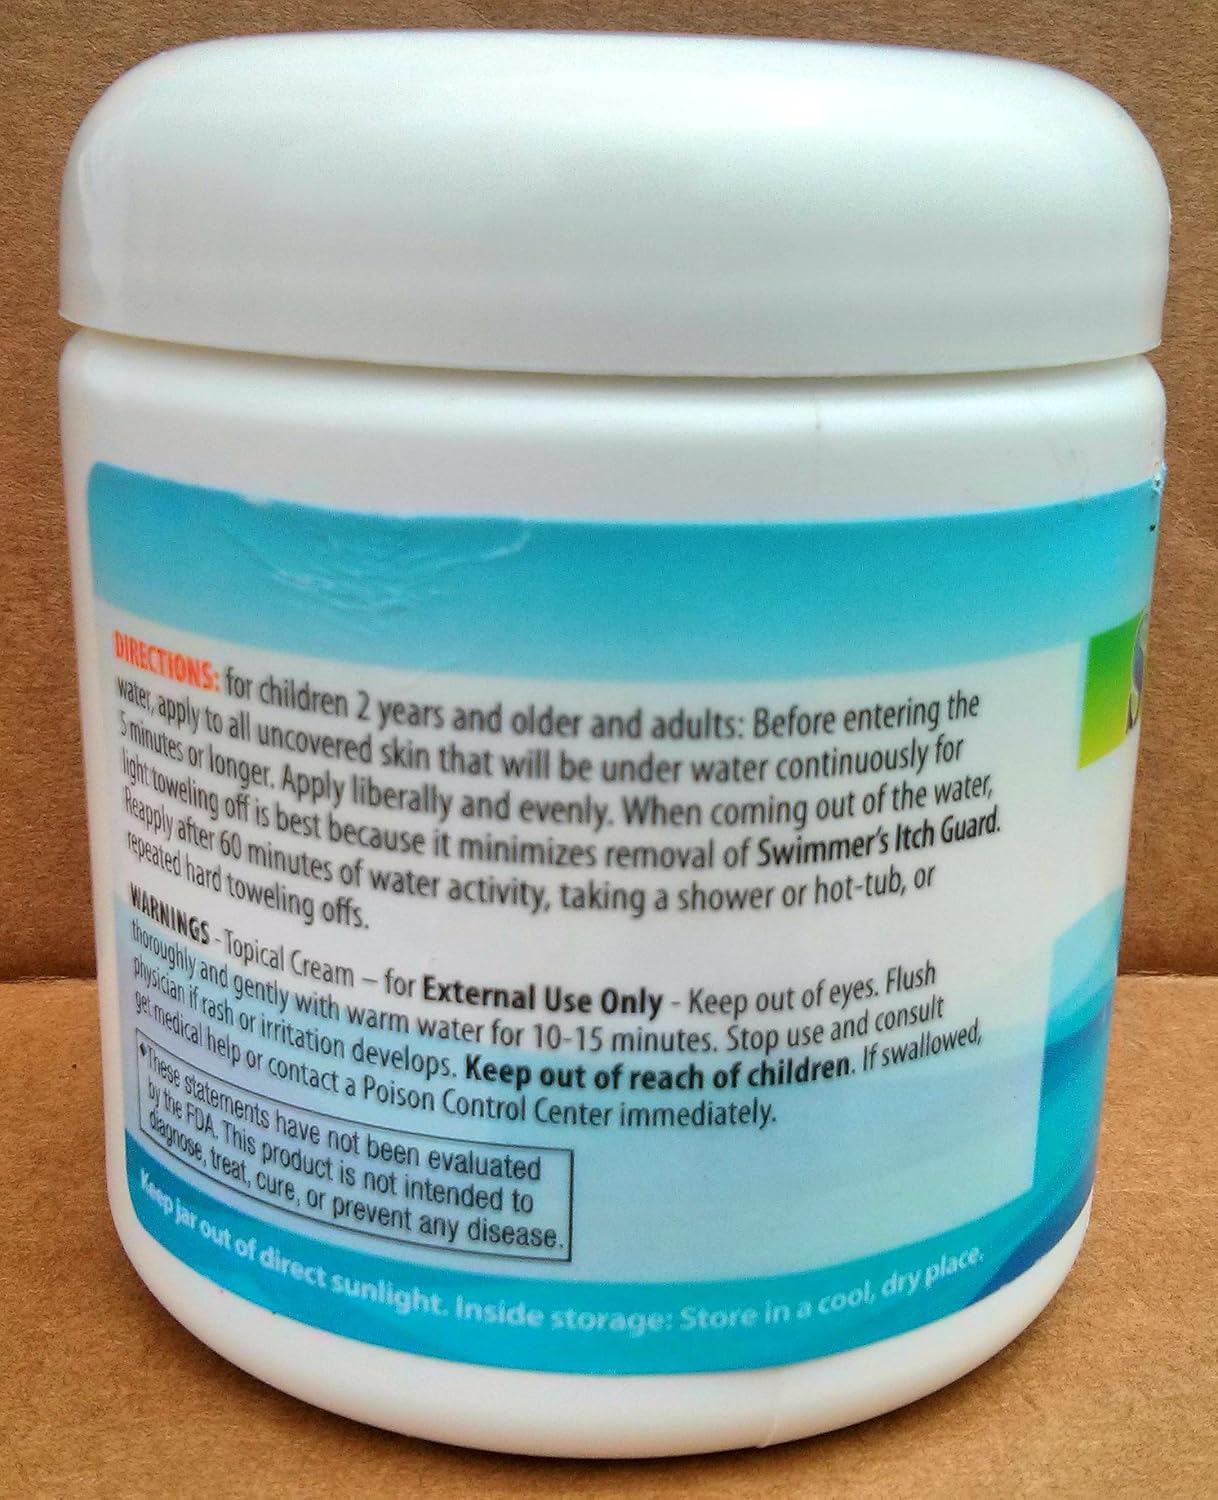 DIRECTIONS: for children 2 years and older and adults: Before entering the
water, apply to all uncovered skin that will be under water continuously for
5 minutes or longer. Apply liberally and evenly. When coming out of the water,
light toweling off is best because it minimizes removal of Swimmer's Itch Guard.
Reapply after 60 minutes of water activity, taking a shower or hot-tub, or
repeated hard toweling offs.
WARNINGS - Topical Cream – for External Use Only - Keep out of eyes. Flush
thoroughly and gently with warm water for 10-15 minutes. Stop use and consult
physician if rash or irritation develops. Keep out of reach of children. If swallowed,
get medical help or contact a Poison Control Center immediately.
*These statements have not been evaluated
by the FDA. This product is not intended to
diagnose, treat, cure, or prevent any disease.
Keep jar out of direct sunlight. Inside storage: Store in a cool, dry place.